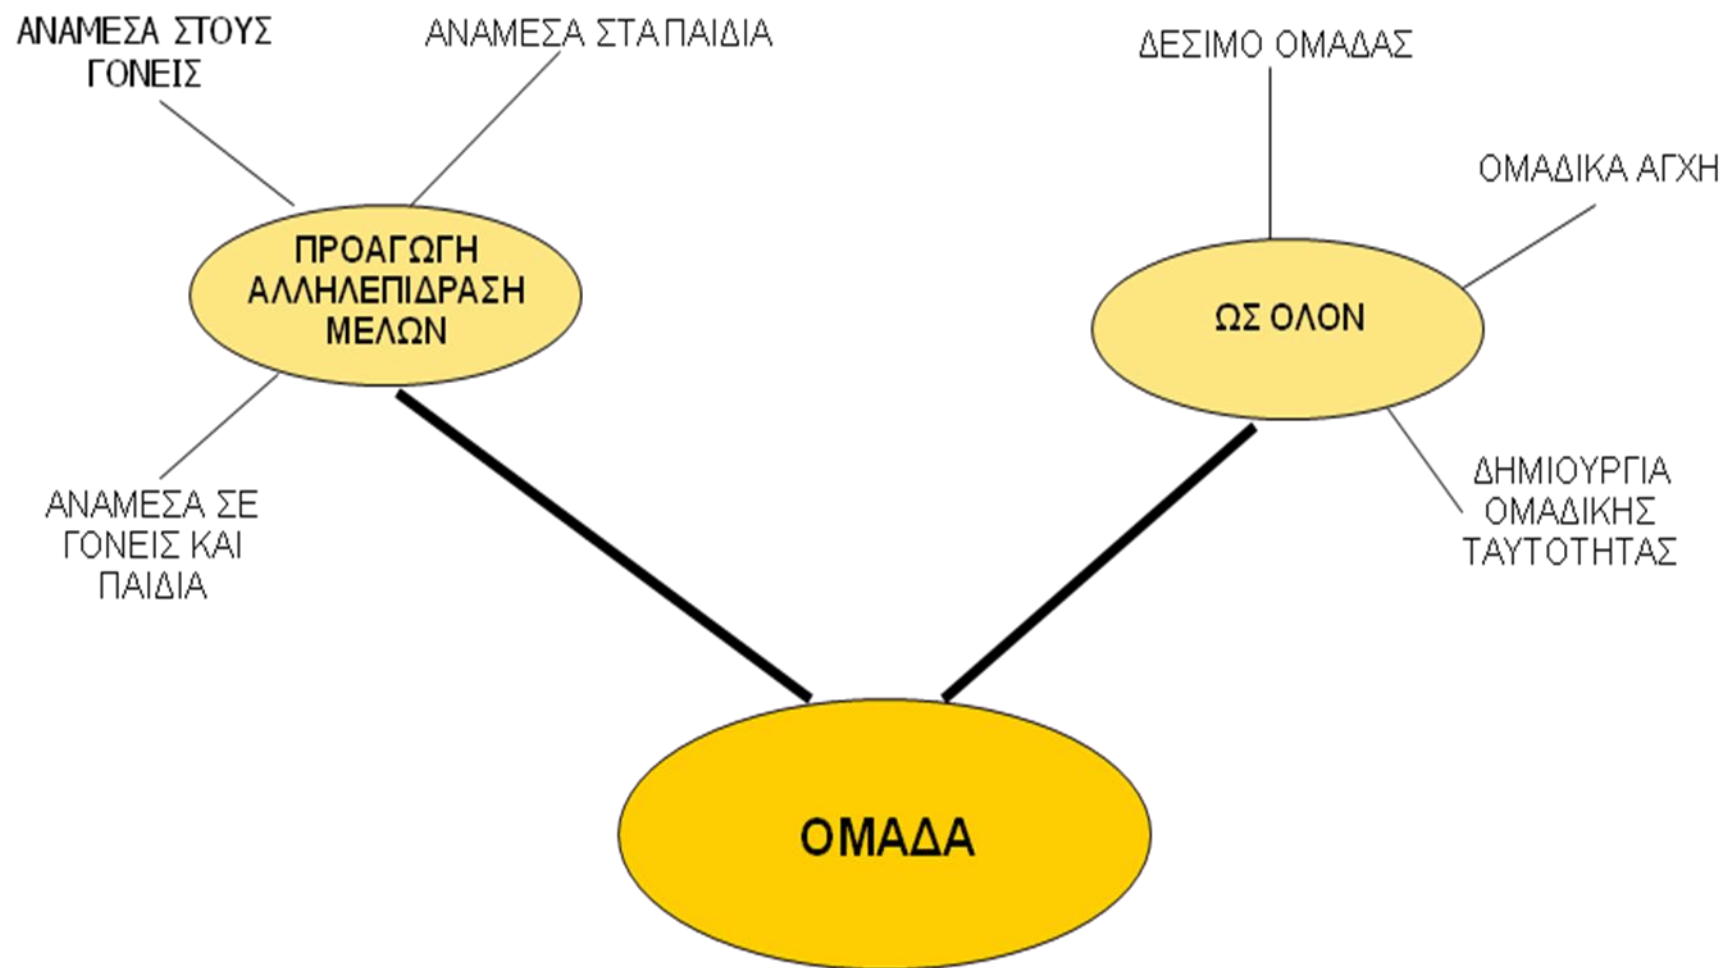 ΑΝΑΜΕΣΑ ΣΤΟΥΣ
ΓΟΝΕΙΣ
ΑΝΑΜΕΣΑ ΣΤΑ ΠΑΙΔΙΑ
ΔΕΣΙΜΟ ΟΜΑΔΑΣ
ΟΜΑΔΙΚΑ ΑΓΧΗ
ΠΡΟΑΓΩΓΗ
ΑΛΛΗΛΕΠΙΔΡΑΣΗ
ΜΕΛΩΝ
ΩΣ ΟΛΟΝ
ΑΝΑΜΕΣΑ ΣΕ
ΓΟΝΕΙΣ ΚΑΙ
ΠΑΙΔΙΑ
ΔΗΜΙΟΥΡΓΙΑ
ΟΜΑΔΙΚΗΣ
ΤΑΥΤΟΤΗΤΑΣ
ΟΜΑΔΑ